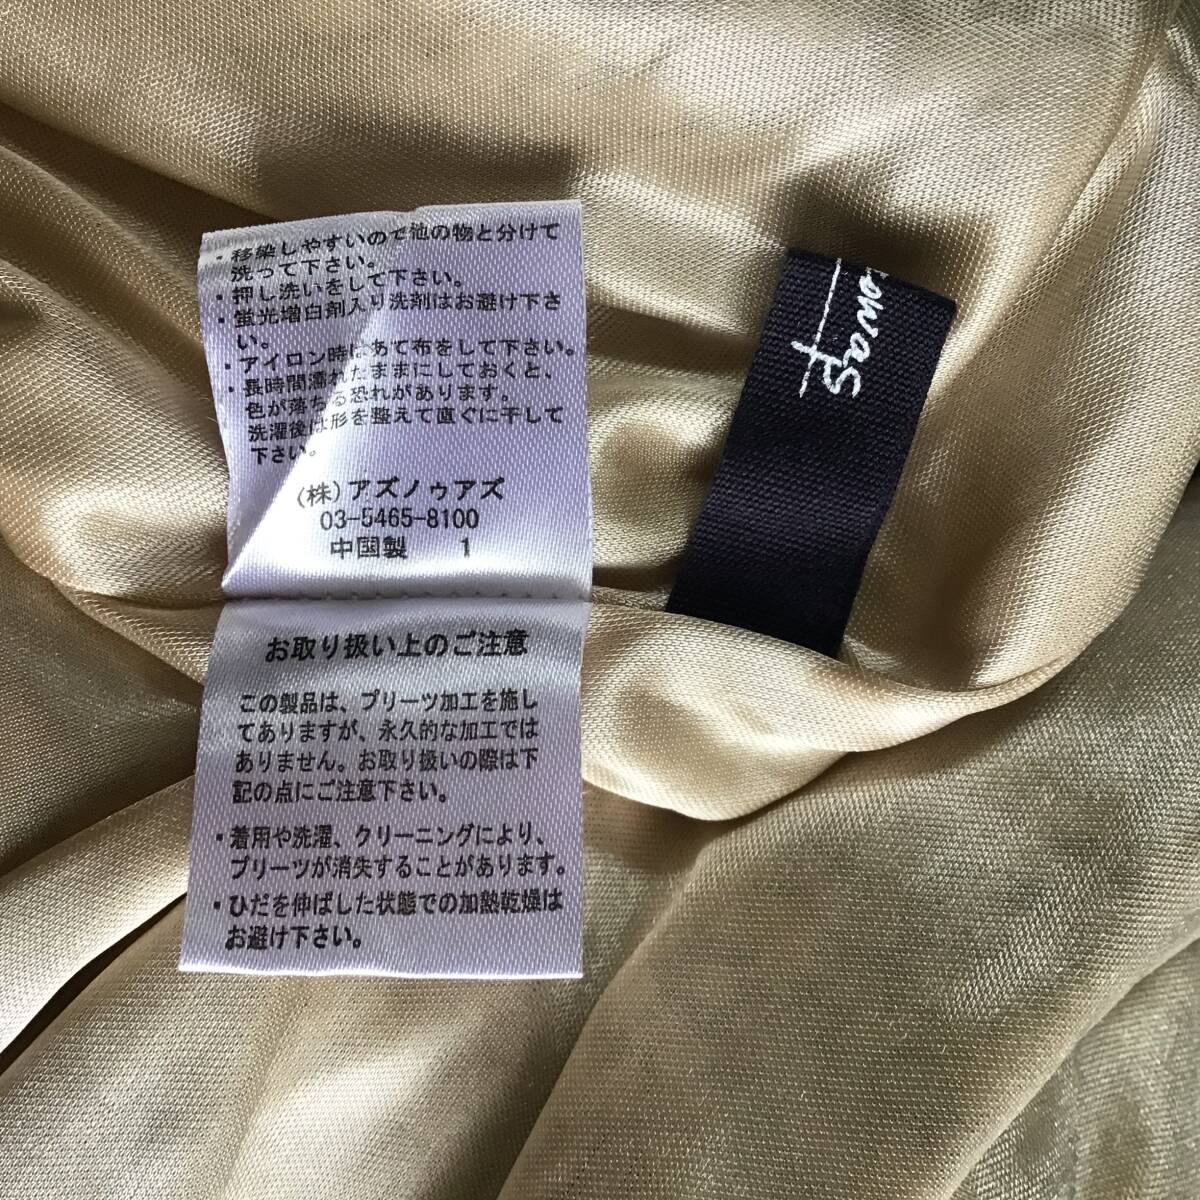 ・移染しやすいので他の物と分けて
洗って下さい。
・押し洗いをして下さい。
・蛍光増白剤入り洗剤はお避け下さ
い。
・アイロン時はあて布をして下さい。
・長時間濡れたままにしておくと、
色が落ちる恐れがあります。
洗濯後は形を整えて直ぐに干して
下さい。
(株)アズノゥアズ
03-5465-8100
中国製 1
お取り扱い上のご注意
この製品は、プリーツ加工を施し
てありますが、永久的な加工では
ありません。お取り扱いの際は下
記の点にご注意下さい。
・着用や洗濯、クリーニングにより、
プリーツが消失することがあります。
・ひだを伸ばした状態での加熱乾燥は
お避け下さい。